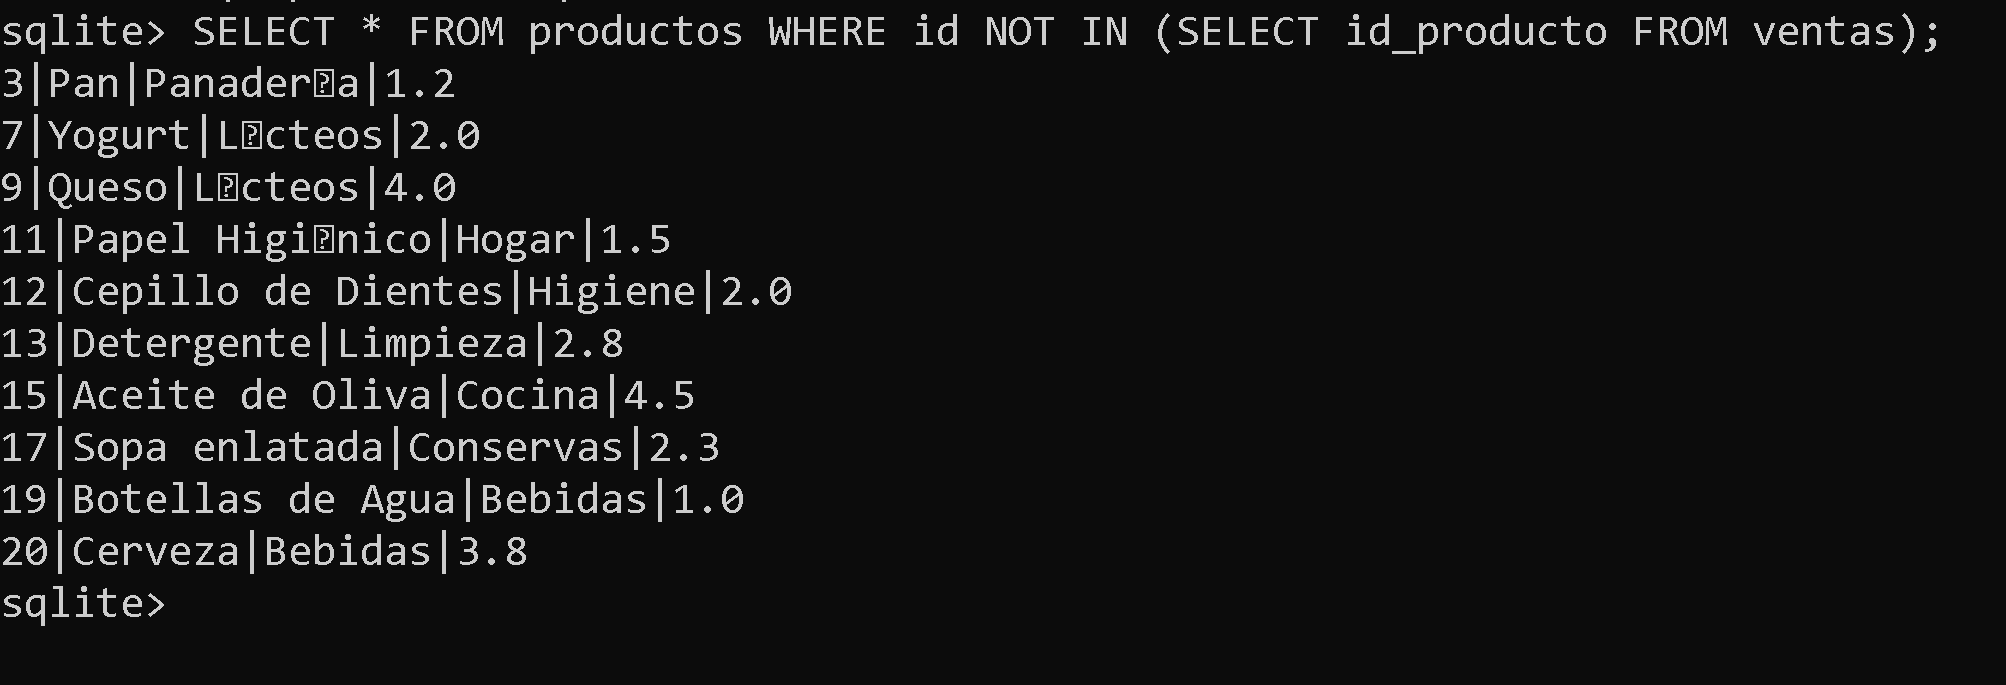 sqlite> SELECT * FROM productos WHERE id NOT IN (SELECT id_producto FROM ventas);
3|Pan|Panader�a|1.2
7|Yogurt|L�cteos|2.0
9|Queso|L�cteos|4.0
11|Papel Higi�nico|Hogar|1.5
12|Cepillo de Dientes|Higiene|2.0
13|Detergente|Limpieza|2.8
15|Aceite de Oliva|Cocina|4.5
17|Sopa enlatada|Conservas|2.3
19|Botellas de Agua|Bebidas|1.0
20|Cerveza|Bebidas|3.8
sqlite>